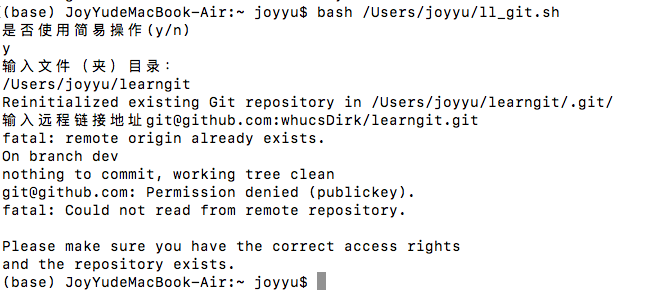 (base) JoyYudeMacBook-Air:~ joyyu$ bash /Users/joyyu/ll_git.sh
是否使用简易操作(y/n)
y
输入文件（夹）目录：
/Users/joyyu/learngit
Reinitialized existing Git repository in /Users/joyyu/learngit/.git/
输入远程链接地址git@github.com:whucsDirk/learngit.git
fatal: remote origin already exists.
On branch dev
nothing to commit, working tree clean
git@github.com: Permission denied (publickey).
fatal: Could not read from remote repository.
Please make sure you have the correct access rights
and the repository exists.
(base) JoyYudeMacBook-Air:~ joyyu$